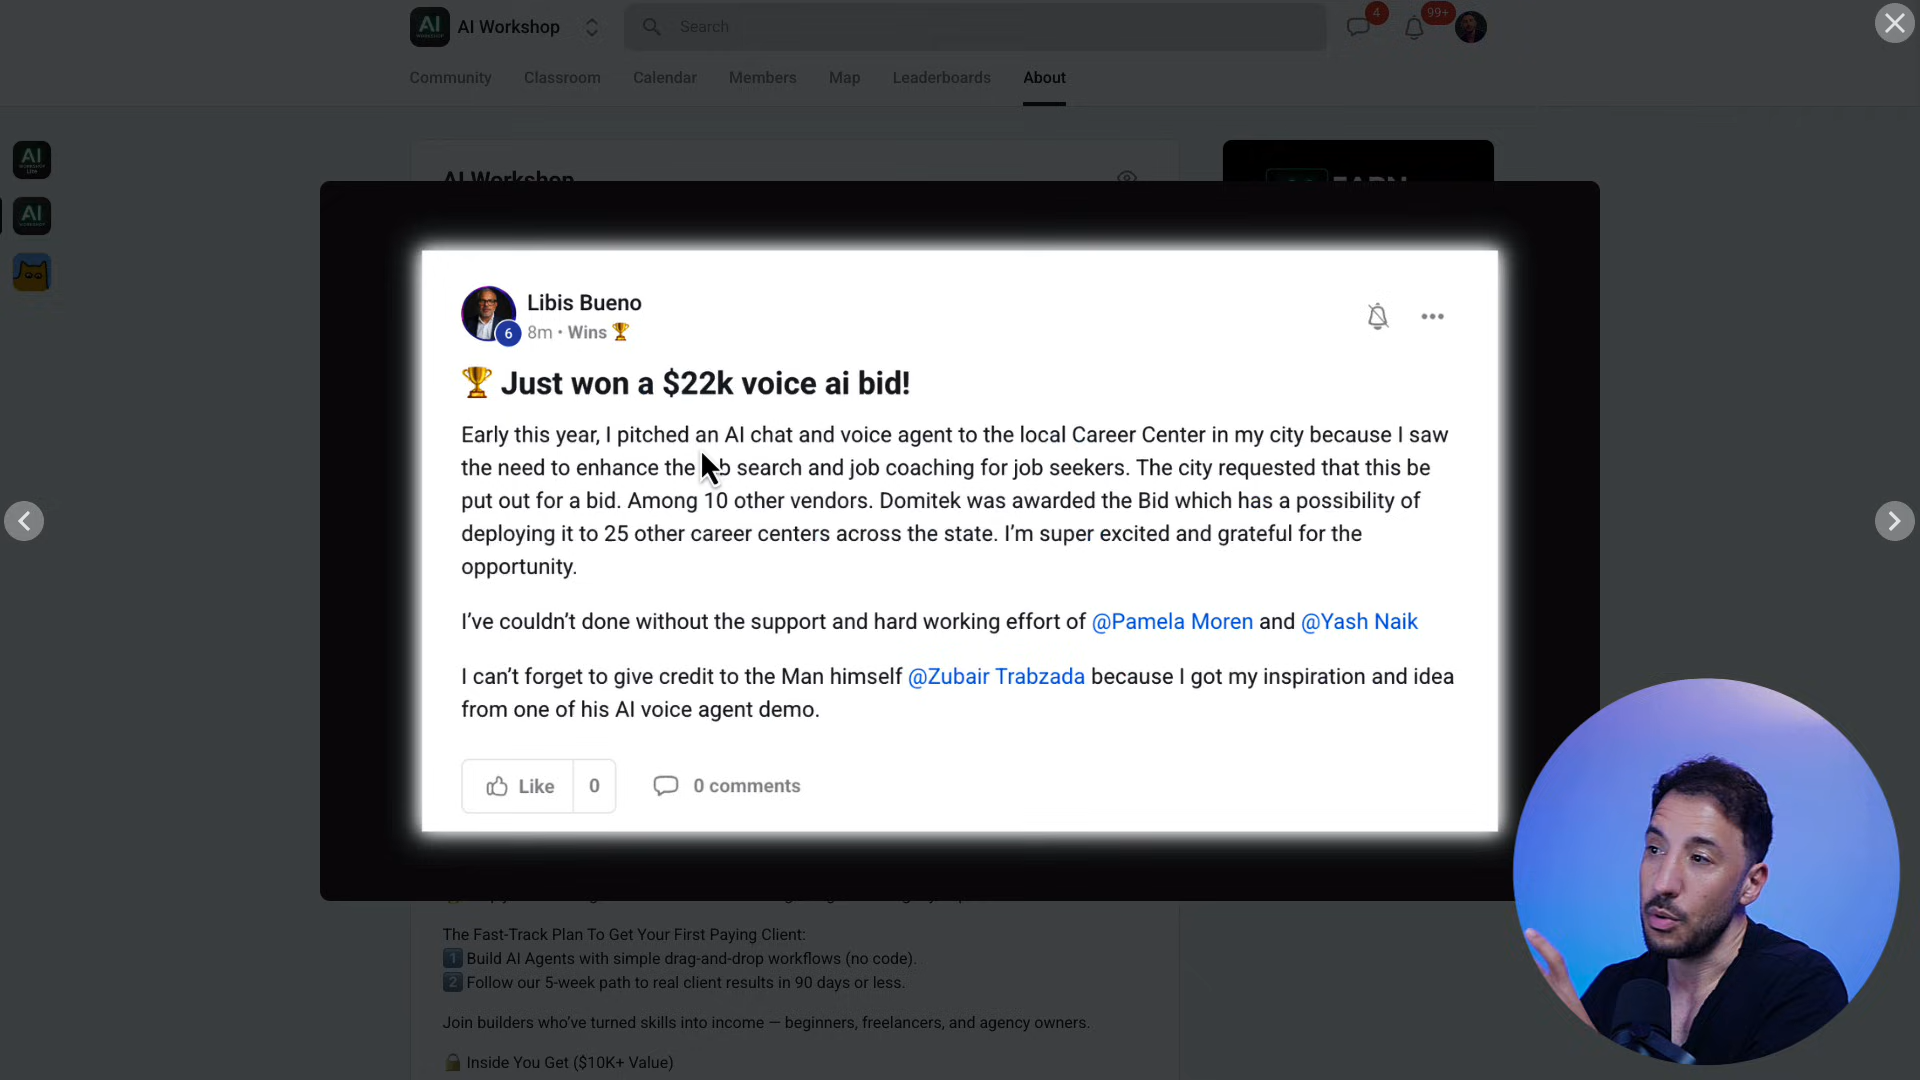 AI Workshop
Search
4
99+
Community Classroom Calendar Members Map Leaderboards About
AI Workshop
🏆 Libis Bueno
6 8m • Wins 🏆
🏆 Just won a $22k voice ai bid!
Early this year, I pitched an AI chat and voice agent to the local Career Center in my city because I saw
the need to enhance the b search and job coaching for job seekers. The city requested that this be
put out for a bid. Among 10 other vendors. Domitek was awarded the Bid which has a possibility of
deploying it to 25 other career centers across the state. I'm super excited and grateful for the
opportunity.
I've couldn't done without the support and hard working effort of @Pamela Moren and @Yash Naik
I can't forget to give credit to the Man himself @Zubair Trabzada because I got my inspiration and idea
from one of his AI voice agent demo.
Like 0 0 comments
The Fast-Track Plan To Get Your First Paying Client:
1 Build AI Agents with simple drag-and-drop workflows (no code).
2 Follow our 5-week path to real client results in 90 days or less.
Join builders who've turned skills into income — beginners, freelancers, and agency owners.
🔒 Inside You Get ($10K+ Value)